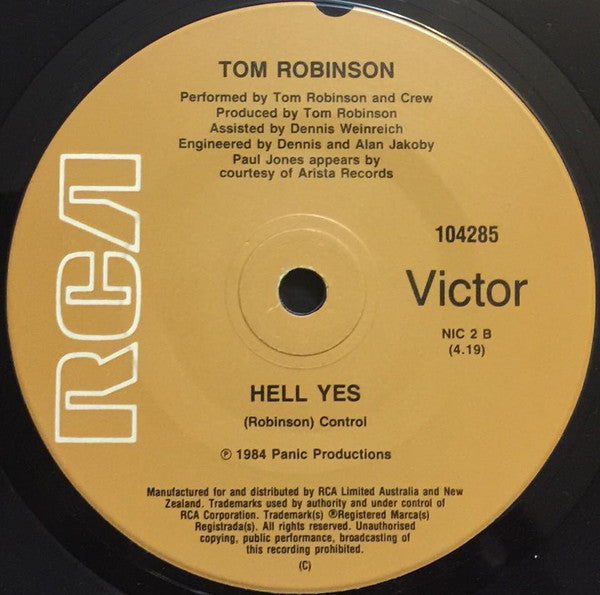 TOM ROBINSON
Performed by Tom Robinson and Crew
Produced by Tom Robinson
Assisted by Dennis Weinreich
Engineered by Dennis and Alan Jakoby
Paul Jones appears by
courtesy of Arista Records
RCA
104285
Victor
NIC 2 B
(4.19)
HELL YES
(Robinson) Control
℗ 1984 Panic Productions
Manufactured for and distributed by RCA Limited Australia and New
Zealand. Trademarks used by authority and under control of
RCA Corporation. Trademark(s) ®Registered Marca(s)
Registrada(s). All rights reserved. Unauthorised
copying, public performance, broadcasting of
this recording prohibited.
(C)